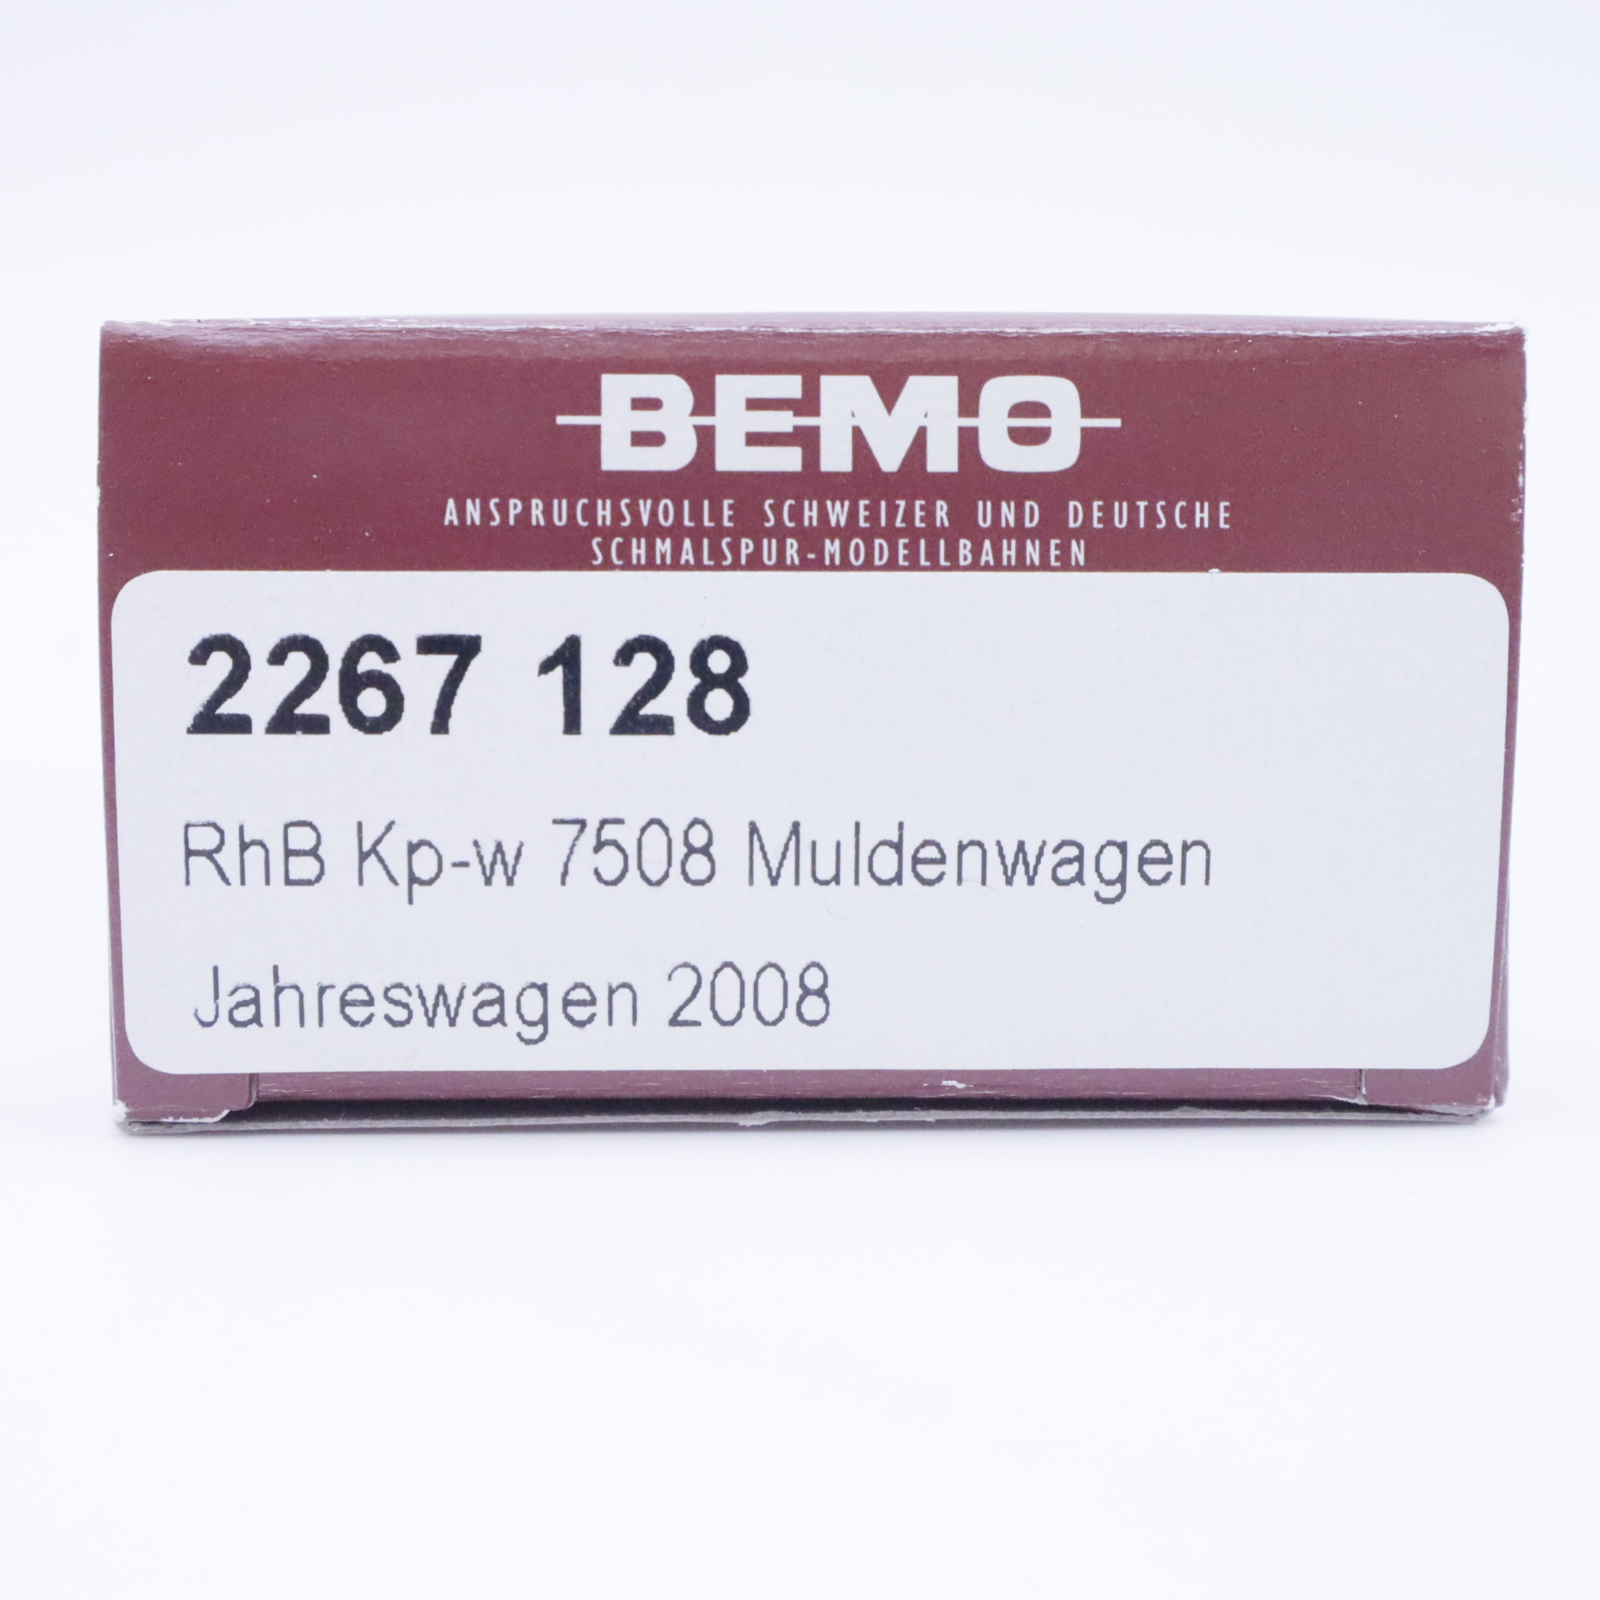 BEMO
ANSPRUCHSVOLLE SCHWEIZER UND DEUTSCHE
SCHMALSPUR-MODELLBAHNEN
2267 128
RhB Kp-w 7508 Muldenwagen
Jahreswagen 2008